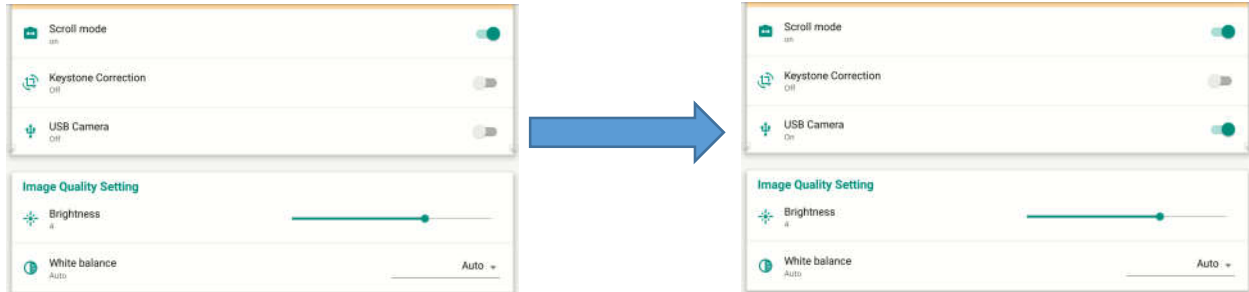 Scroll mode
on
Keystone Correction
Off
USB Camera
Off
Image Quality Setting
Brightness
4
White balance
Auto
Auto
Scroll mode
on
Keystone Correction
Off
USB Camera
On
Image Quality Setting
Brightness
4
White balance
Auto
Auto